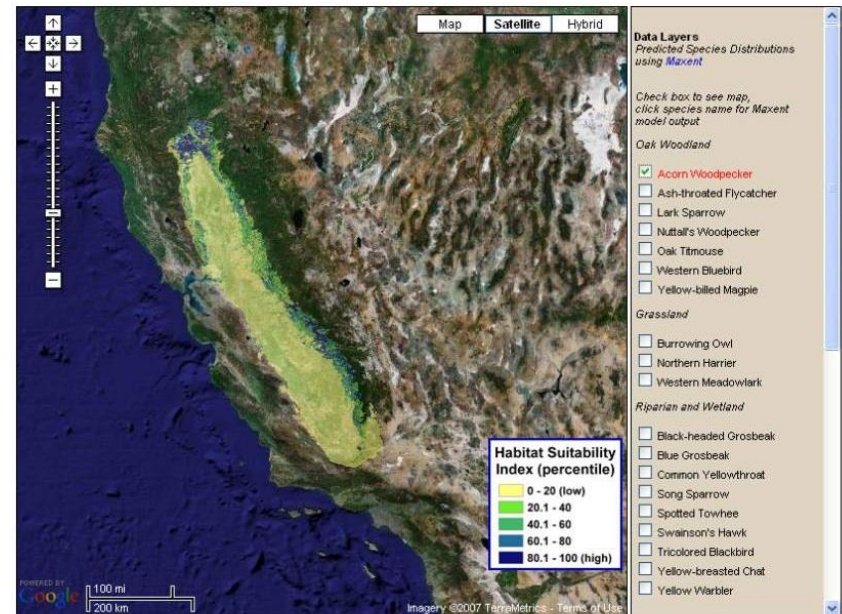 Map Satellite Hybrid
Habitat Suitability
Index (percentile)
0 - 20 (low)
20.1 - 40
40.1 - 60
60.1 - 80
80.1 - 100 (high)
POWERED BY
Google
100 mi
200 km
Imagery ©2007 TerraMetrics - Terms of Use
Data Layers
Predicted Species Distributions
using Maxent
Check box to see map,
click species name for Maxent
model output
Oak Woodland
Acorn Woodpecker
Ash-throated Flycatcher
Lark Sparrow
Nuttall's Woodpecker
Oak Titmouse
Western Bluebird
Yellow-billed Magpie
Grassland
Burrowing Owl
Northern Harrier
Western Meadowlark
Riparian and Wetland
Black-headed Grosbeak
Blue Grosbeak
Common Yellowthroat
Song Sparrow
Spotted Towhee
Swainson's Hawk
Tricolored Blackbird
Yellow-breasted Chat
Yellow Warbler